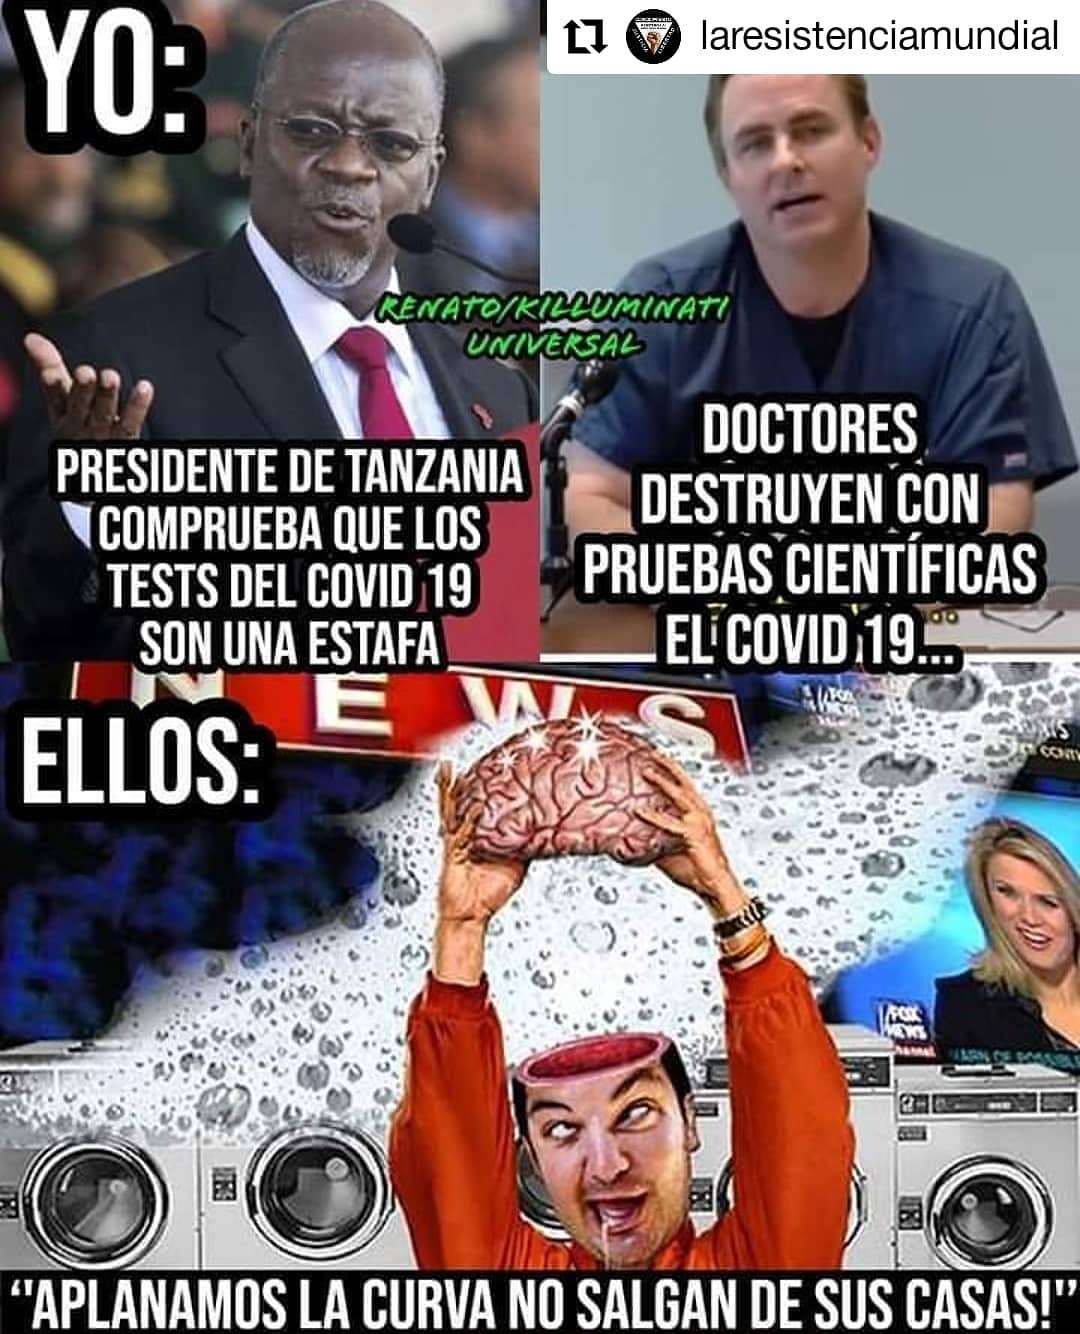 laresistenciamundial
YO:
RENATO/KILLUMINATI
UNIVERSAL
PRESIDENTE DE TANZANIA
COMPRUEBA QUE LOS
TESTS DEL COVID 19
SON UNA ESTAFA
DOCTORES
DESTRUYEN CON
PRUEBAS CIENTÍFICAS
EL COVID 19...
NEWS
ELLOS:
FOX
NEWS
"APLANAMOS LA CURVA NO SALGAN DE SUS CASAS!"